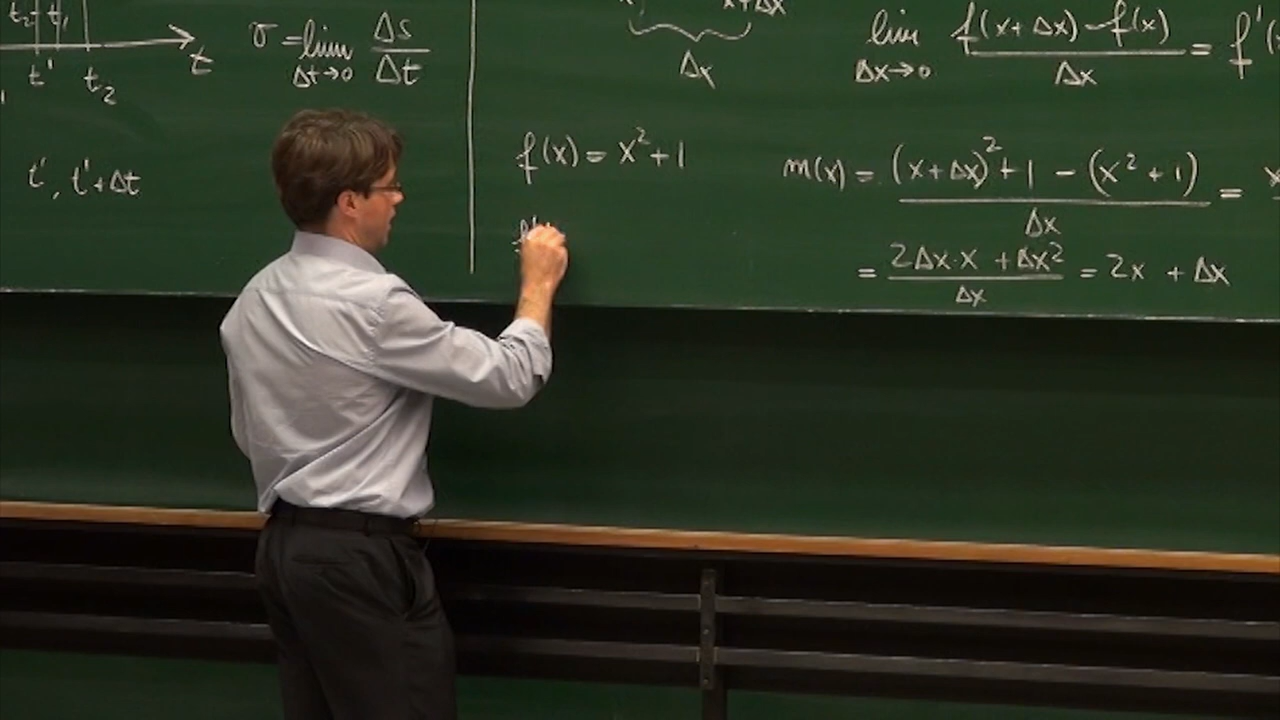 t₂ t₁
t
t' t₂
σ = lim Δs/Δt
Δt→0
t', t'+Δt
x+Δx
Δx
lim (f(x+Δx) - f(x))/Δx = f'(
Δx→0
f(x) = x² + 1
m(x) = ((x+Δx)² + 1 - (x² + 1))/Δx =
= (2Δx·x + Δx²)/Δx = 2x + Δx
f'